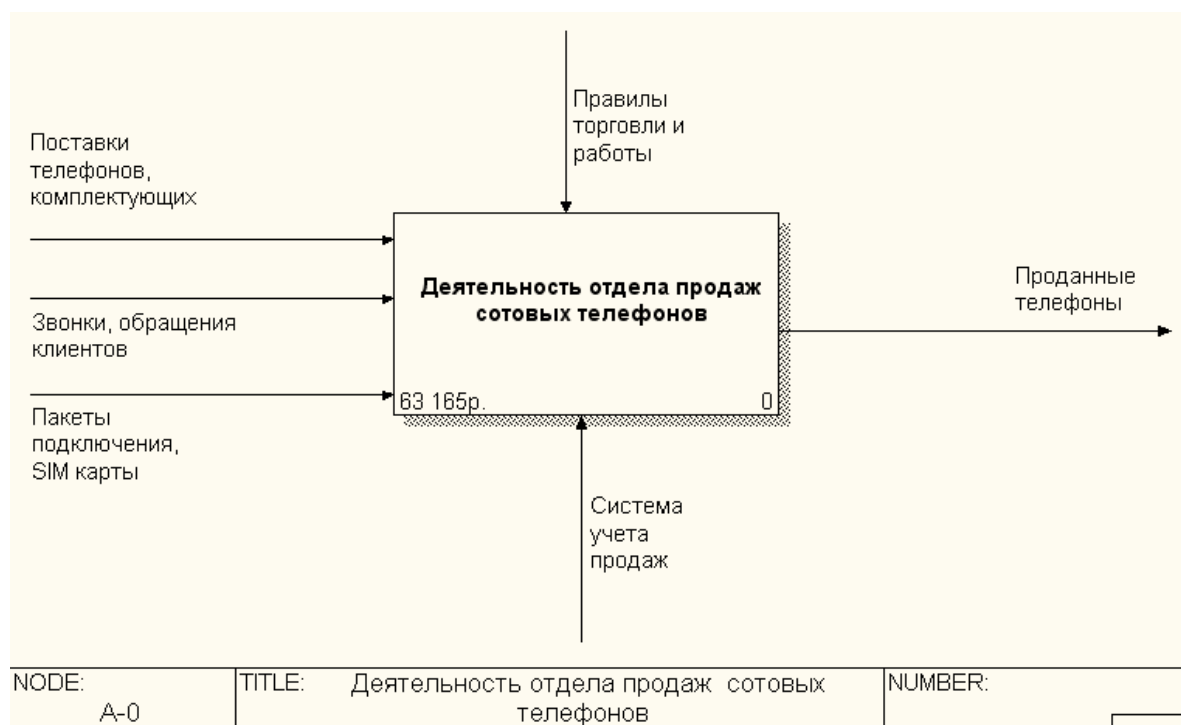 Правилы
торговли и
работы
Поставки
телефонов,
комплектующих
Деятельность отдела продаж
сотовых телефонов
Проданные
телефоны
Звонки, обращения
клиентов
63 165р. 0
Пакеты
подключения,
SIM карты
Система
учета
продаж
NODE: TITLE: Деятельность отдела продаж сотовых NUMBER:
A-0 телефонов